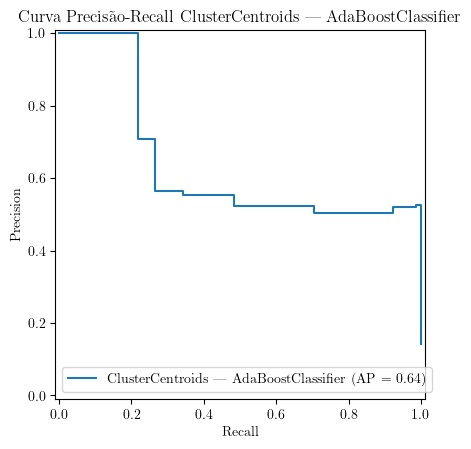 Curva Precisão-Recall ClusterCentroids — AdaBoostClassifier
1.0
0.8
0.6
0.4
0.2
0.0
Precision
ClusterCentroids — AdaBoostClassifier (AP = 0.64)
0.0 0.2 0.4 0.6 0.8 1.0
Recall